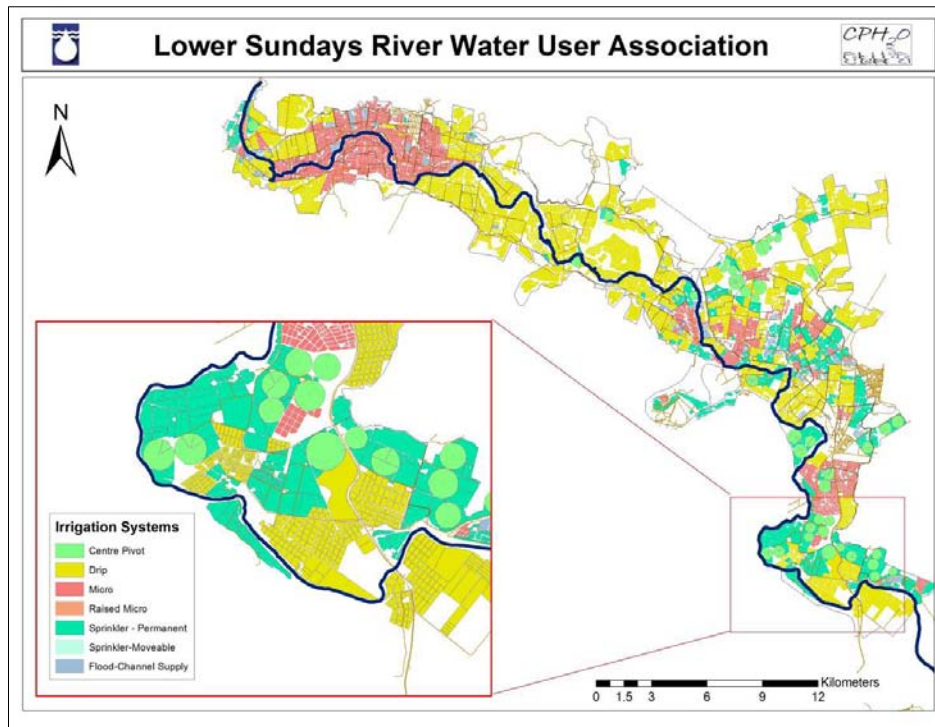 Lower Sundays River Water User Association
CPH2O
N
Irrigation Systems
Centre Pivot
Drip
Micro
Raised Micro
Sprinkler - Permanent
Sprinkler-Moveable
Flood-Channel Supply
Kilometers
0 1.5 3 6 9 12